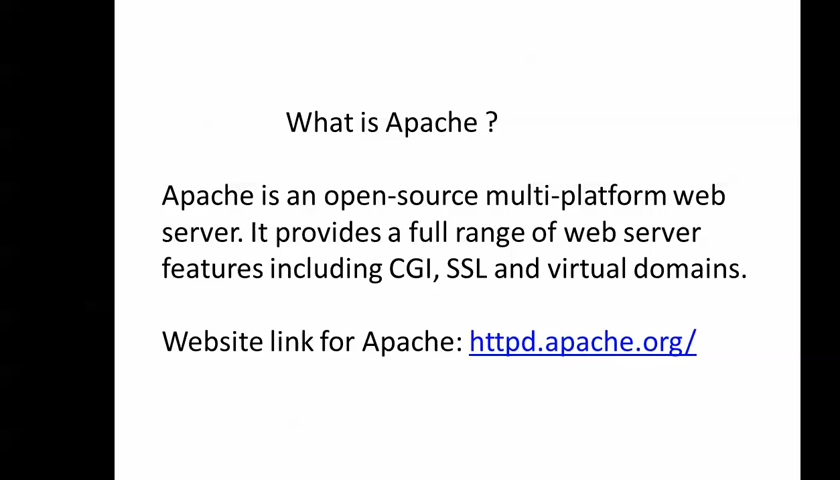 What is Apache ?
Apache is an open-source multi-platform web
server. It provides a full range of web server
features including CGI, SSL and virtual domains.
Website link for Apache: httpd.apache.org/